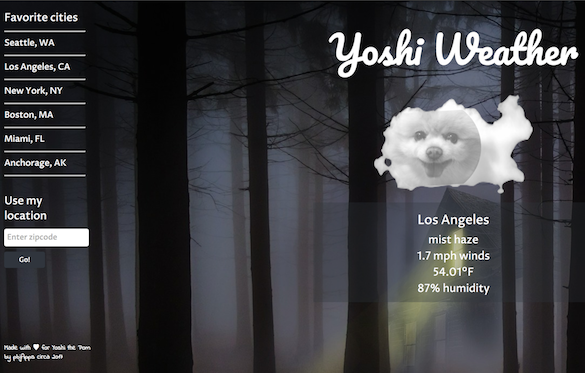 Favorite cities
Seattle, WA
Los Angeles, CA
New York, NY
Boston, MA
Miami, FL
Anchorage, AK
Use my
location
Enter zipcode
Go!
Made with ♥ for Yoshi the Pom
by pbjApps circa 2017
Yoshi Weather
Los Angeles
mist haze
1.7 mph winds
54.01°F
87% humidity